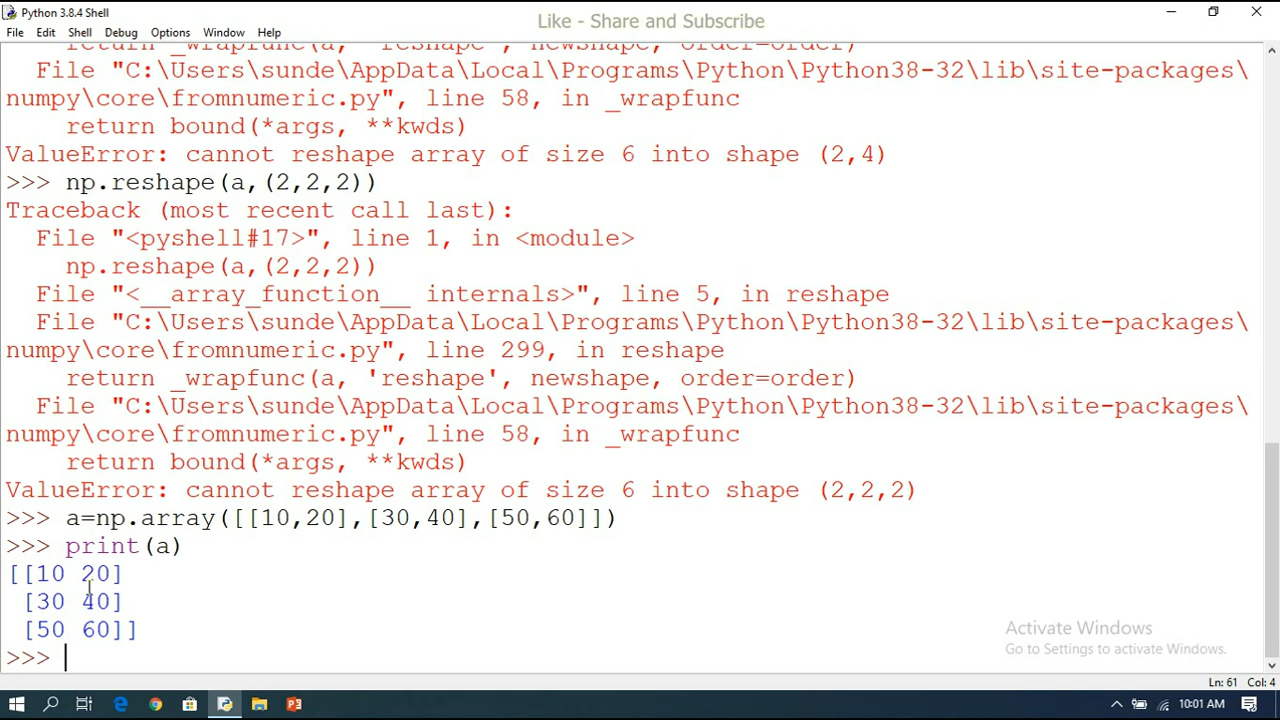 Python 3.8.4 Shell
Like - Share and Subscribe
File Edit Shell Debug Options Window Help
return _wrapfunc(a, 'reshape', newshape, order=order)
File "C:\Users\sunde\AppData\Local\Programs\Python\Python38-32\lib\site-packages\
numpy\core\fromnumeric.py", line 58, in _wrapfunc
return bound(*args, **kwds)
ValueError: cannot reshape array of size 6 into shape (2,4)
>>> np.reshape(a,(2,2,2))
Traceback (most recent call last):
File "<pyshell#17>", line 1, in <module>
np.reshape(a,(2,2,2))
File "<__array_function__ internals>", line 5, in reshape
File "C:\Users\sunde\AppData\Local\Programs\Python\Python38-32\lib\site-packages\
numpy\core\fromnumeric.py", line 299, in reshape
return _wrapfunc(a, 'reshape', newshape, order=order)
File "C:\Users\sunde\AppData\Local\Programs\Python\Python38-32\lib\site-packages\
numpy\core\fromnumeric.py", line 58, in _wrapfunc
return bound(*args, **kwds)
ValueError: cannot reshape array of size 6 into shape (2,2,2)
>>> a=np.array([[10,20],[30,40],[50,60]])
>>> print(a)
[[10 20]
[30 40]
[50 60]]
>>>
Activate Windows
Go to Settings to activate Windows.
Ln: 61 Col: 4
10:01 AM